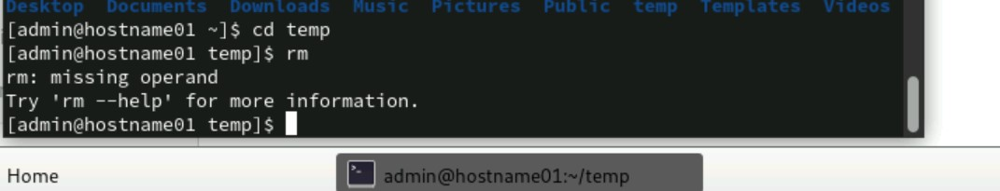 Desktop Documents Downloads Music Pictures Public temp Templates Videos
[admin@hostname01 ~]$ cd temp
[admin@hostname01 temp]$ rm
rm: missing operand
Try 'rm --help' for more information.
[admin@hostname01 temp]$
Home
admin@hostname01:~/temp